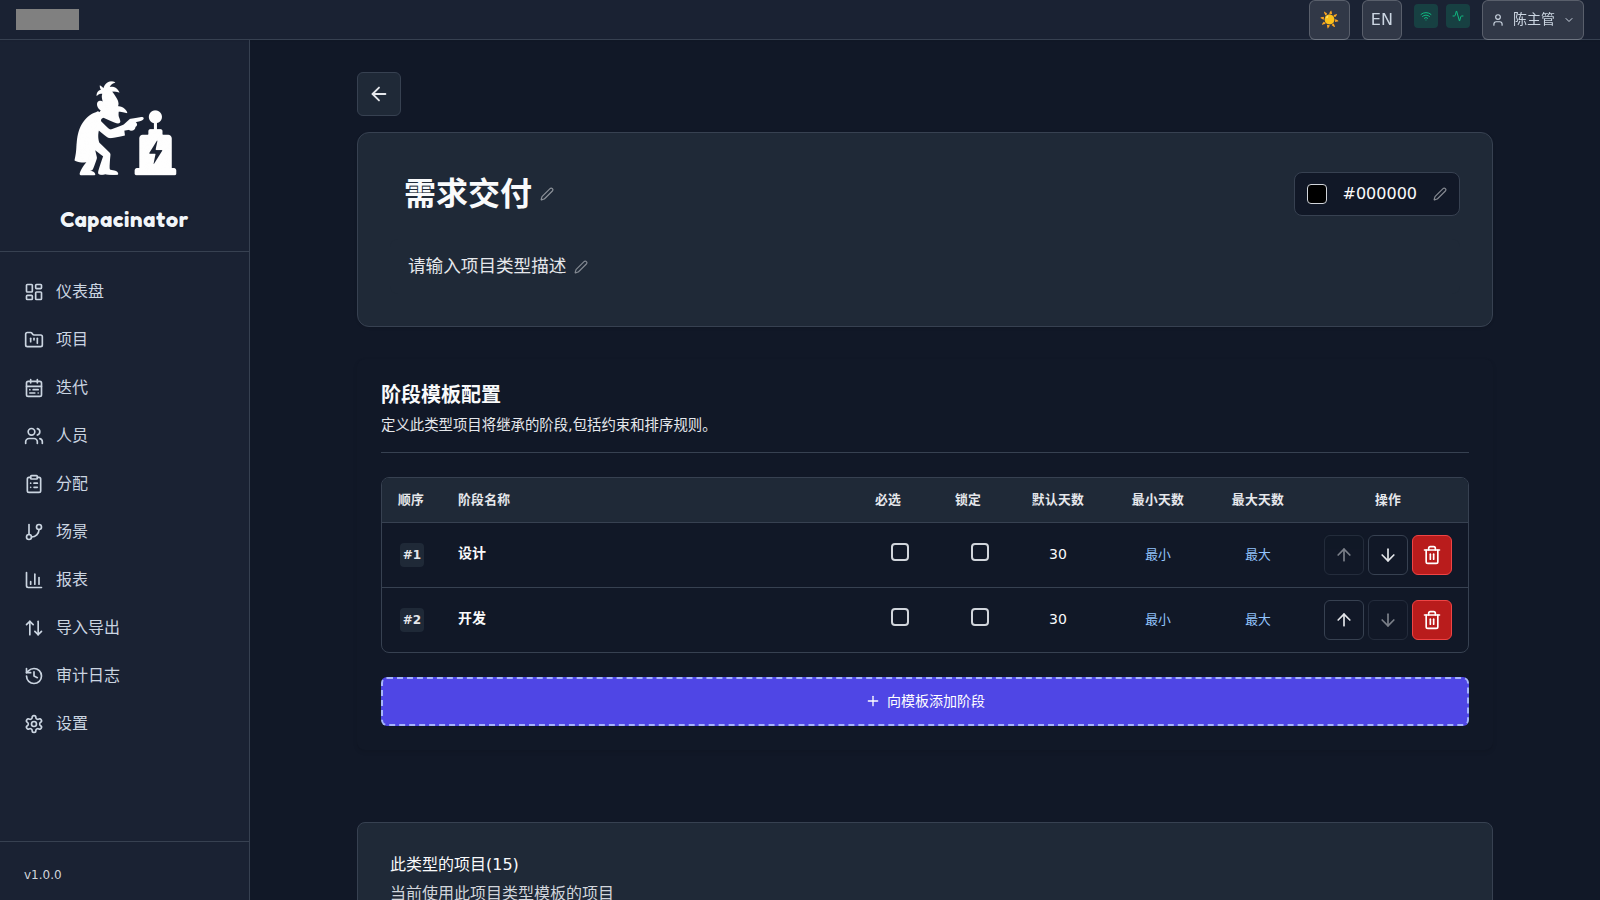 EN
陈主管
Capacinator
仪表盘
项目
迭代
人员
分配
场景
报表
导入导出
审计日志
设置
v1.0.0
需求交付
#000000
请输入项目类型描述
阶段模板配置
定义此类型项目将继承的阶段,包括约束和排序规则。
顺序 阶段名称 必选 锁定 默认天数 最小天数 最大天数 操作
#1 设计 30 最小 最大
#2 开发 30 最小 最大
向模板添加阶段
此类型的项目(15)
当前使用此项目类型模板的项目